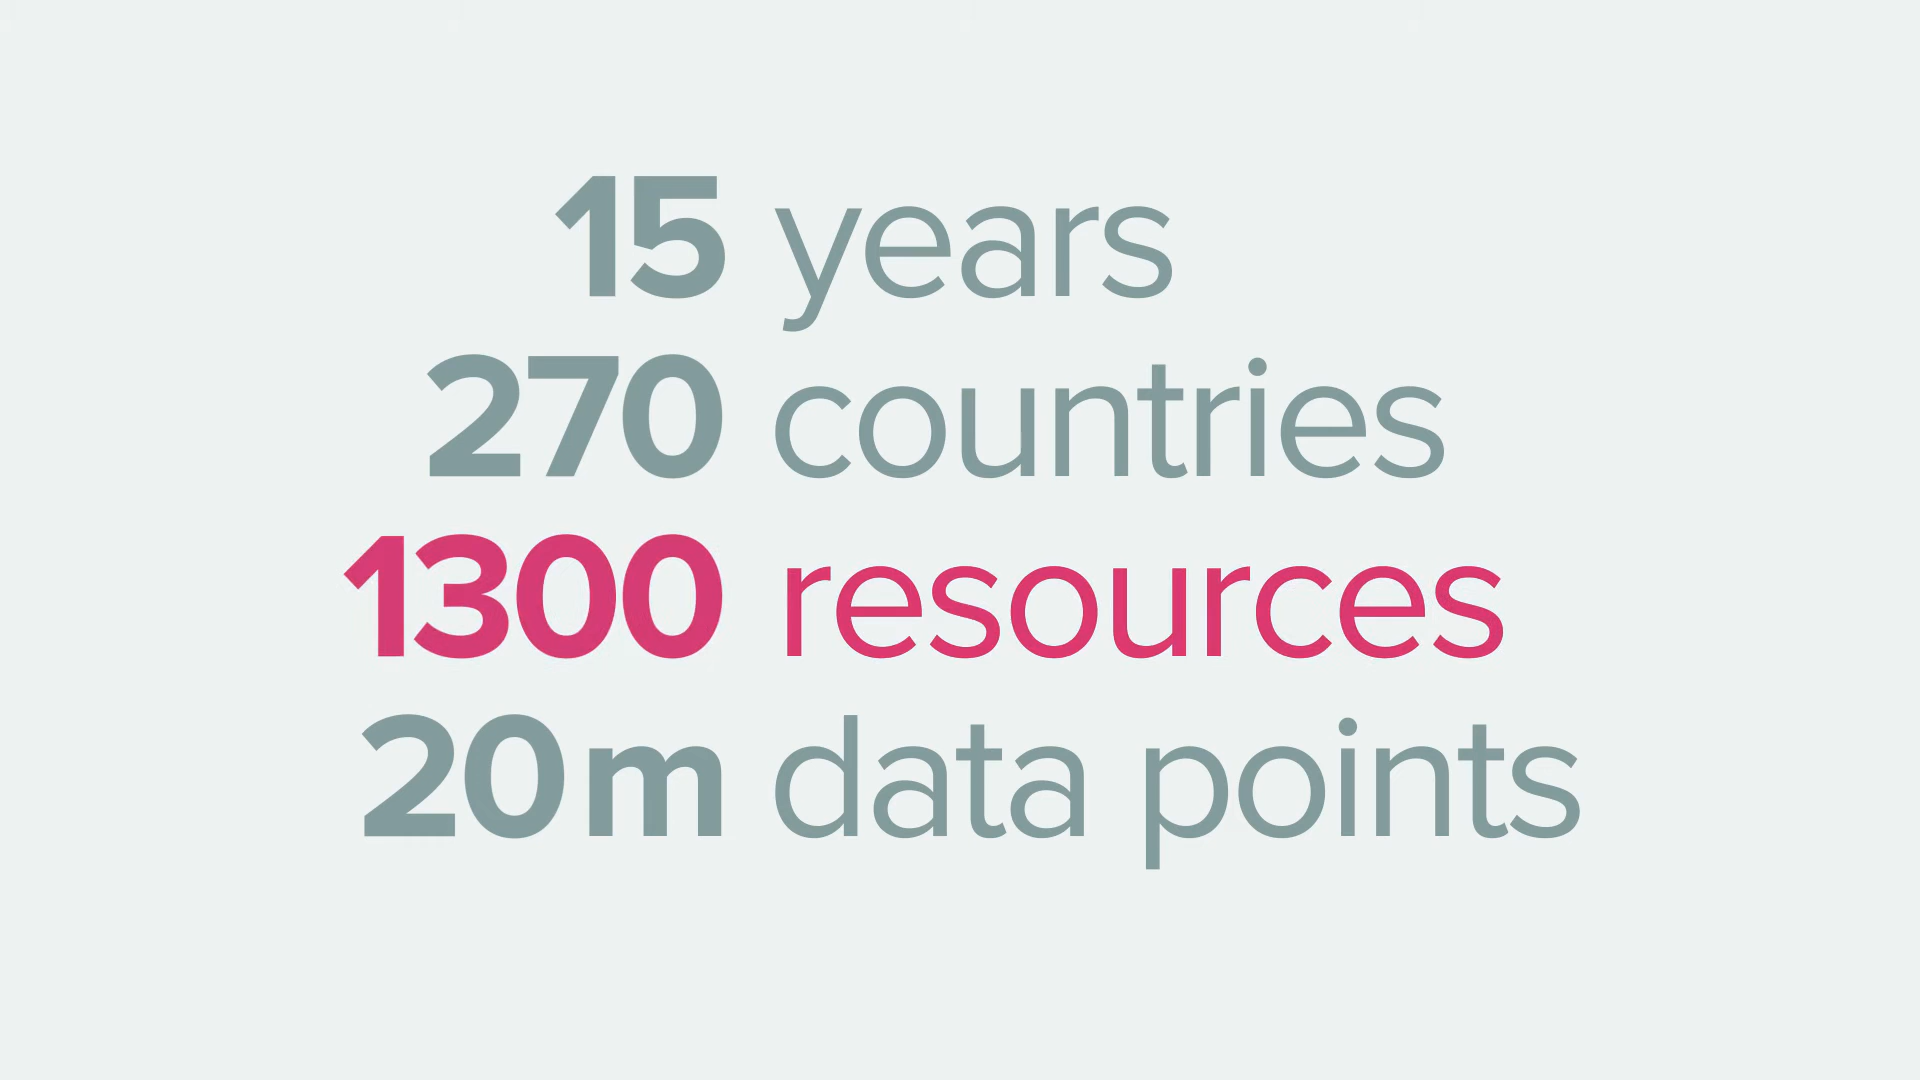 15 years
270 countries
1300 resources
20m data points